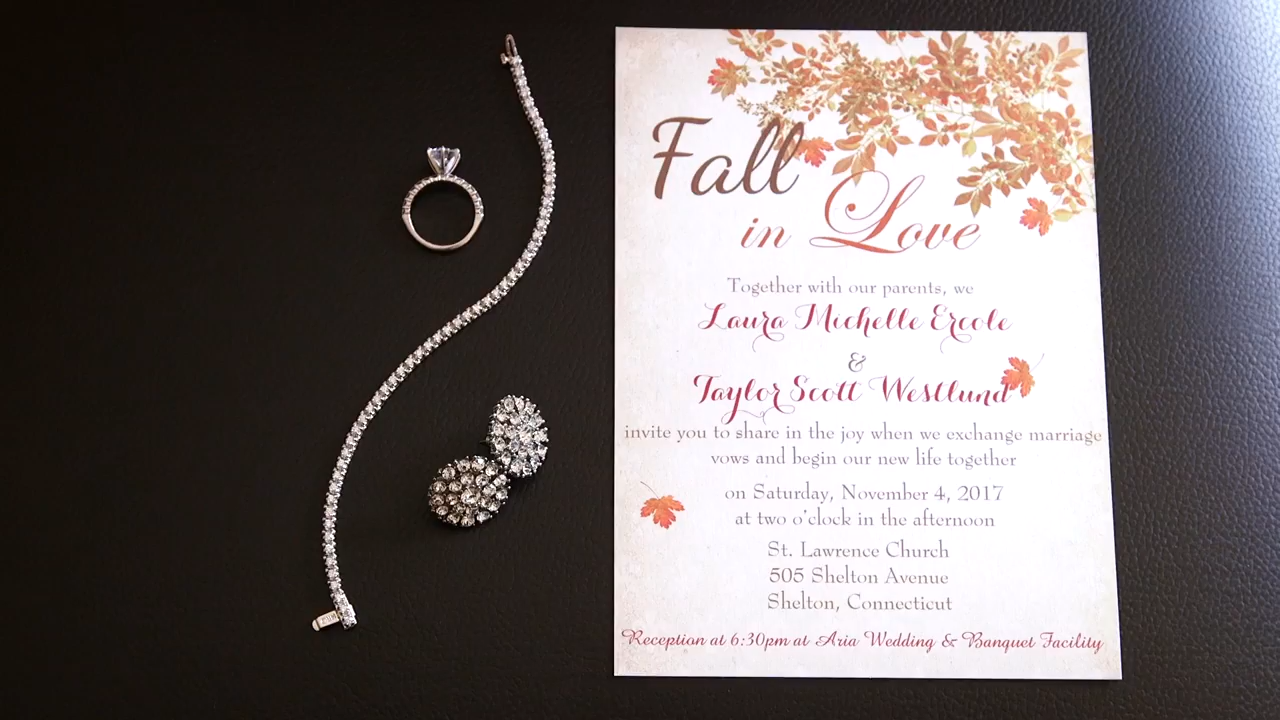 Fall
in Love
Together with our parents, we
Laura Michelle Ercole
&
Taylor Scott Westlund
invite you to share in the joy when we exchange marriage
vows and begin our new life together
on Saturday, November 4, 2017
at two o'clock in the afternoon
St. Lawrence Church
505 Shelton Avenue
Shelton, Connecticut
Reception at 6:30pm at Aria Wedding & Banquet Facility